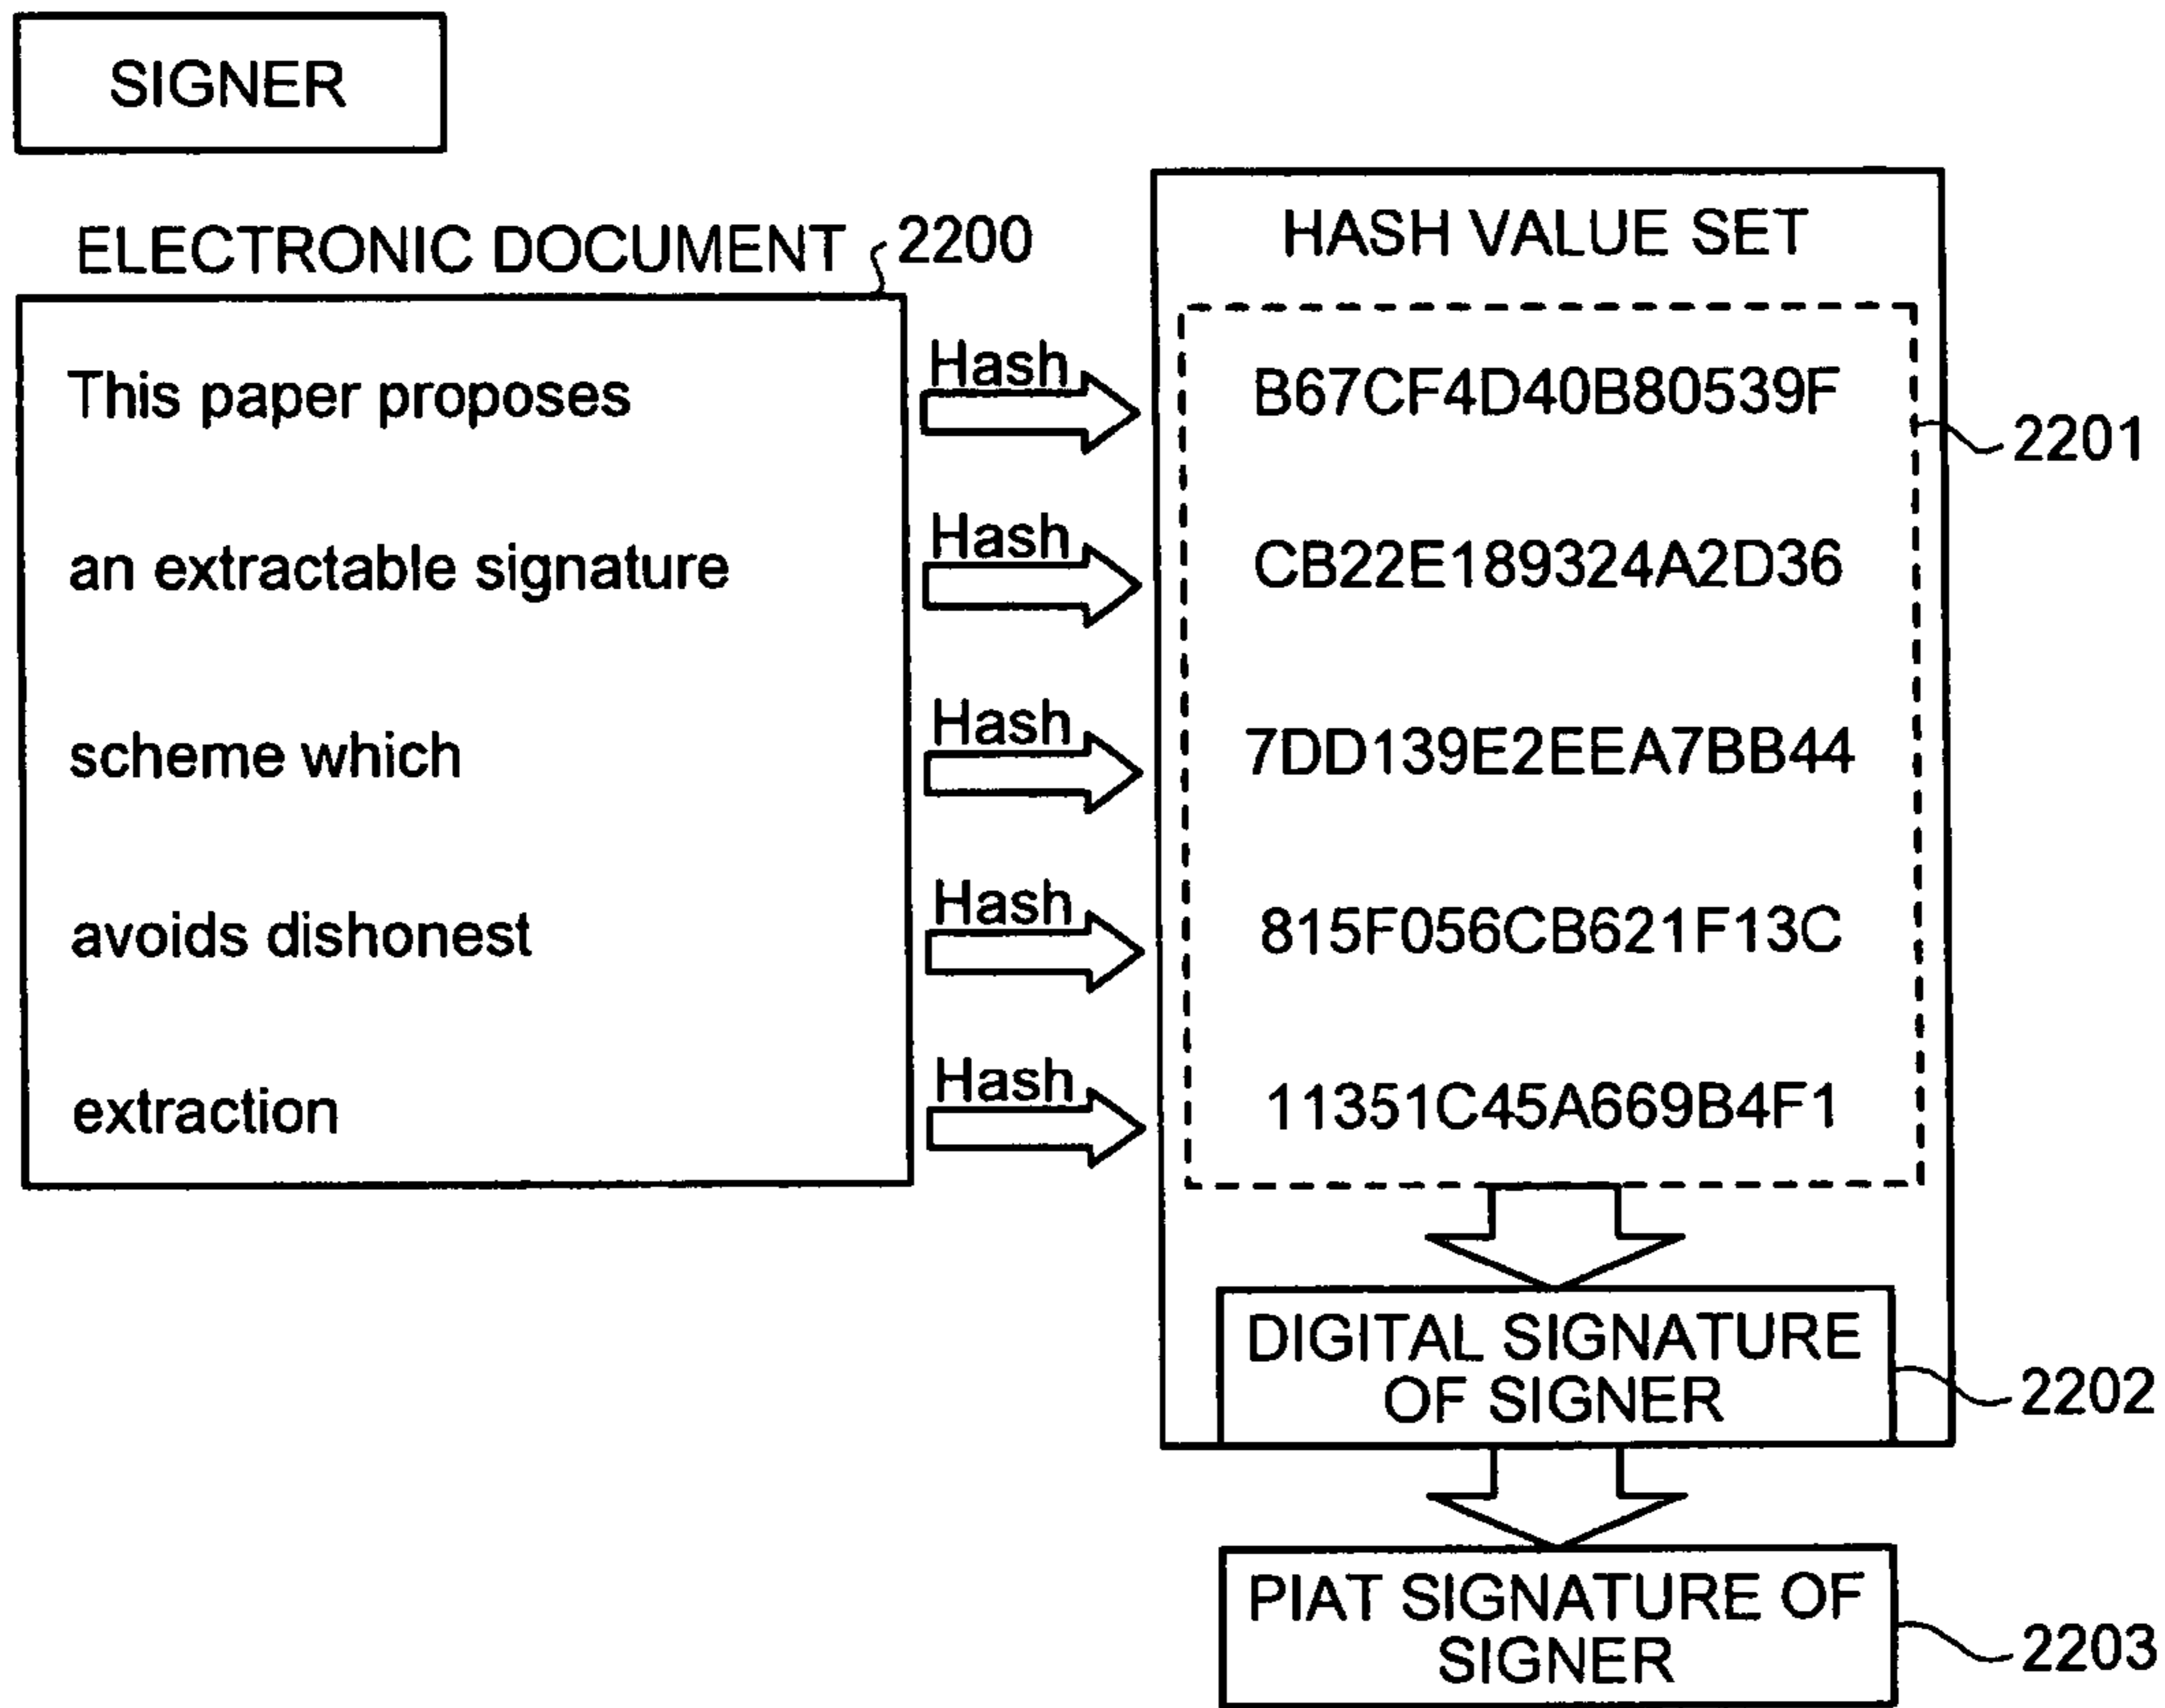 SIGNER
ELECTRONIC DOCUMENT
2200
This paper proposes
an extractable signature
scheme which
avoids dishonest
extraction
Hash
Hash
Hash
Hash
Hash
HASH VALUE SET
B67CF4D40B80539F
CB22E189324A2D36
7DD139E2EEA7BB44
815F056CB621F13C
11351C45A669B4F1
2201
DIGITAL SIGNATURE
OF SIGNER
2202
PIAT SIGNATURE OF
SIGNER
2203